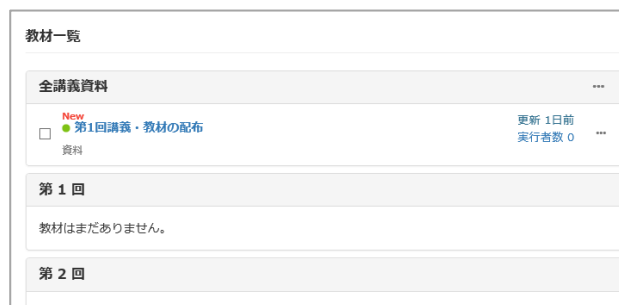 教材一覧
全講義資料
New
第1回講義・教材の配布
資料
更新 1日前
実行者数 0
第 1 回
教材はまだありません。
第 2 回